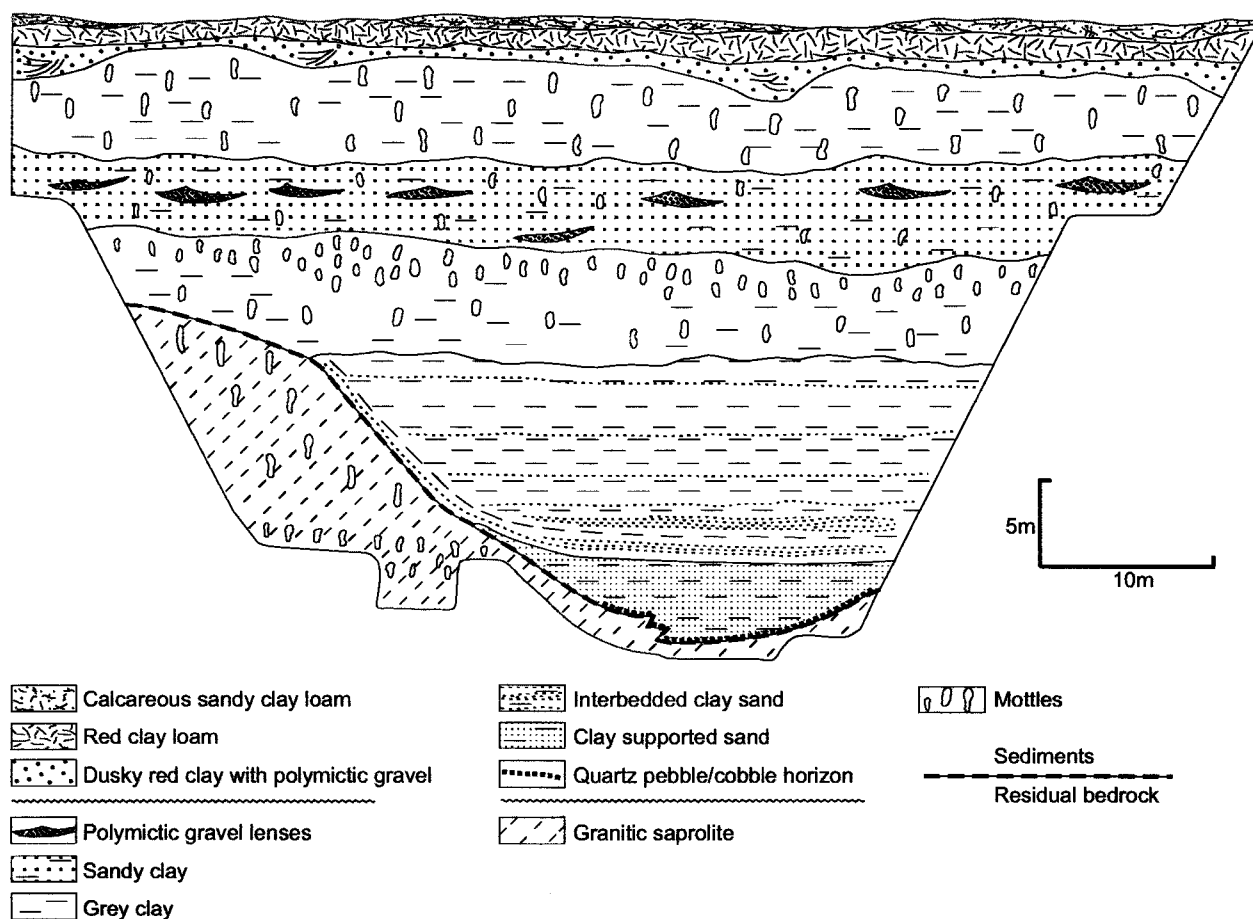 5m
10m
Calcareous sandy clay loam
Red clay loam
Dusky red clay with polymictic gravel
Polymictic gravel lenses
Sandy clay
Grey clay
Interbedded clay sand
Clay supported sand
Quartz pebble/cobble horizon
Granitic saprolite
Mottles
Sediments
Residual bedrock